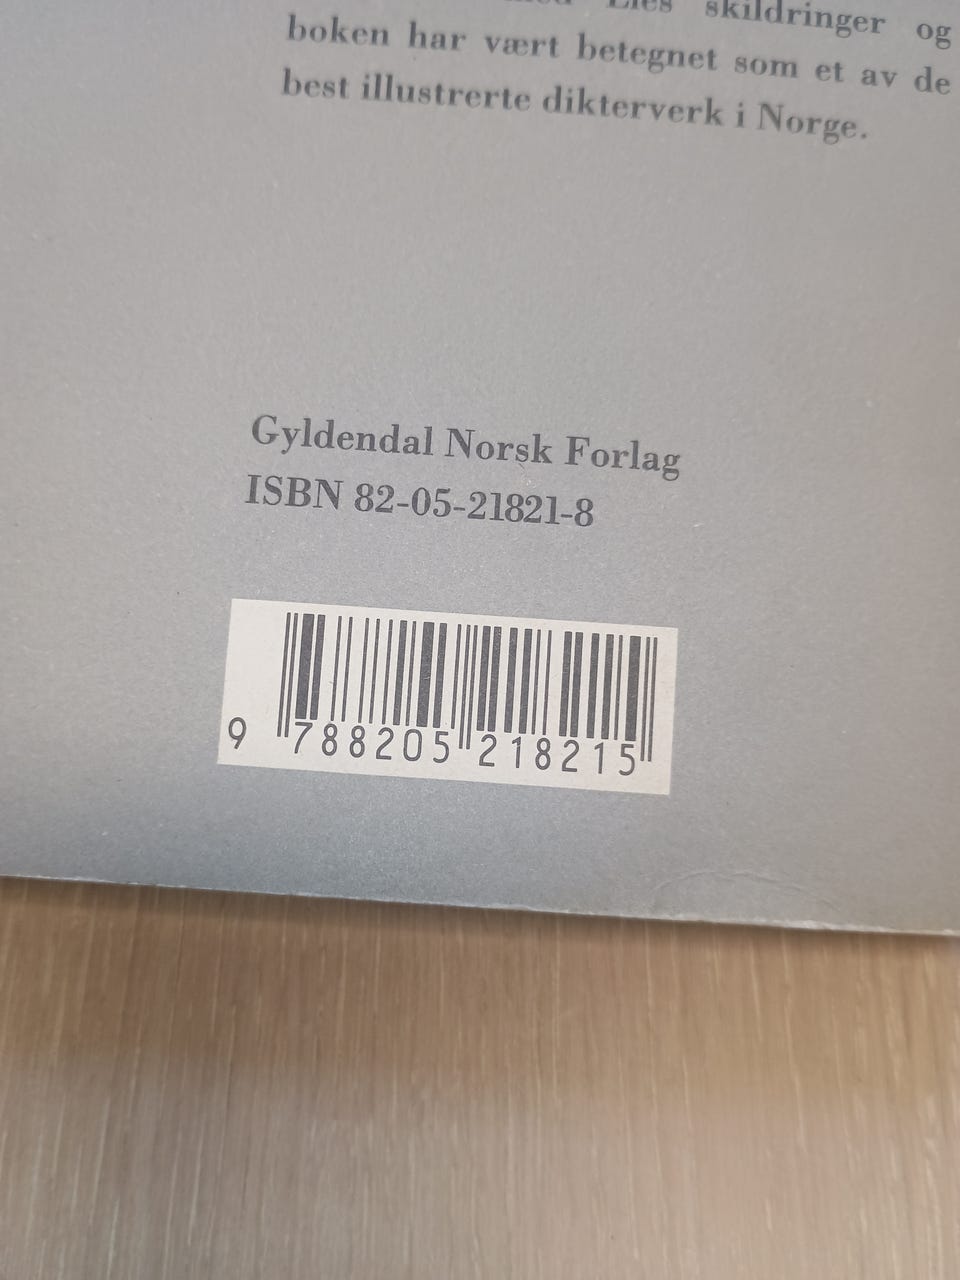 Lies skildringer og
boken har vært betegnet som et av de
best illustrerte dikterverk i Norge.
Gyldendal Norsk Forlag
ISBN 82-05-21821-8
9 788205 218215